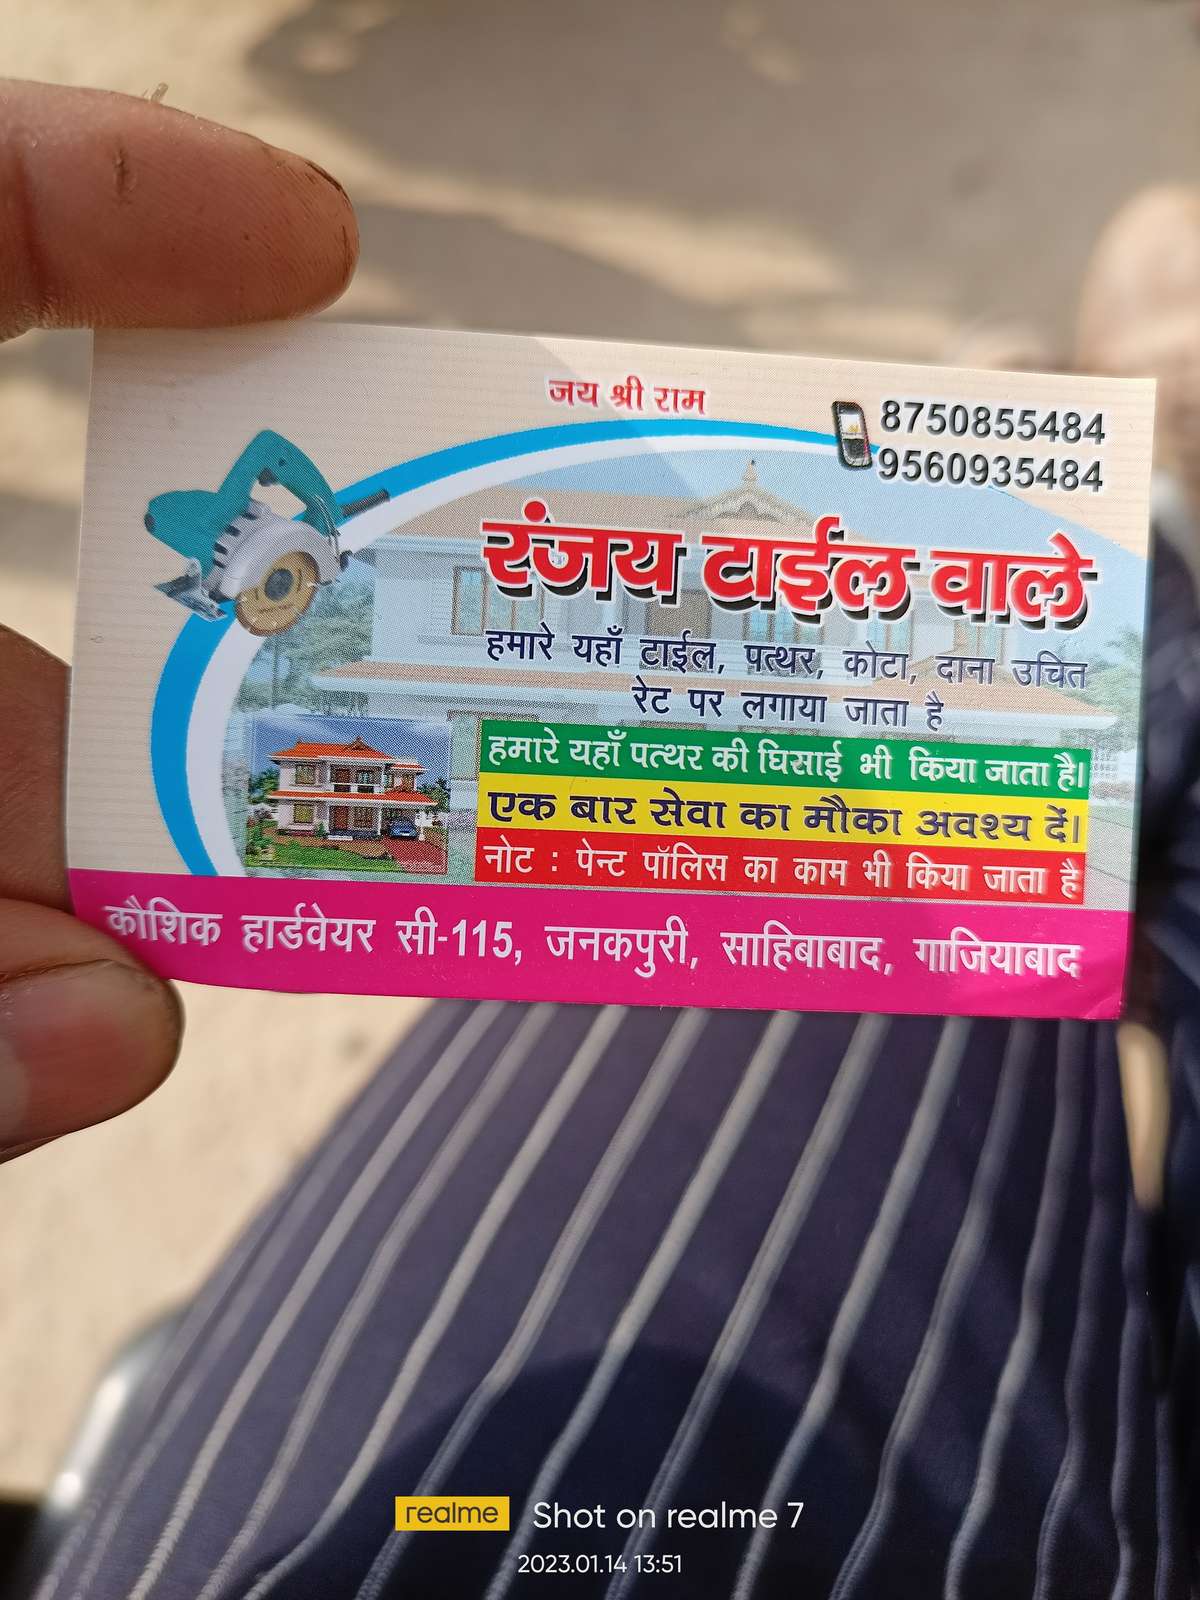 जय श्री राम
8750855484
9560935484
रंजय टाईल वाले
हमारे यहाँ टाईल, पत्थर, कोटा, दाना उचित
रेट पर लगाया जाता है
हमारे यहाँ पत्थर की घिसाई भी किया जाता है।
एक बार सेवा का मौका अवश्य दें।
नोट : पेन्ट पॉलिस का काम भी किया जाता है
कौशिक हार्डवेयर सी-115, जनकपुरी, साहिबाबाद, गाजियाबाद
realme Shot on realme 7
2023.01.14 13:51